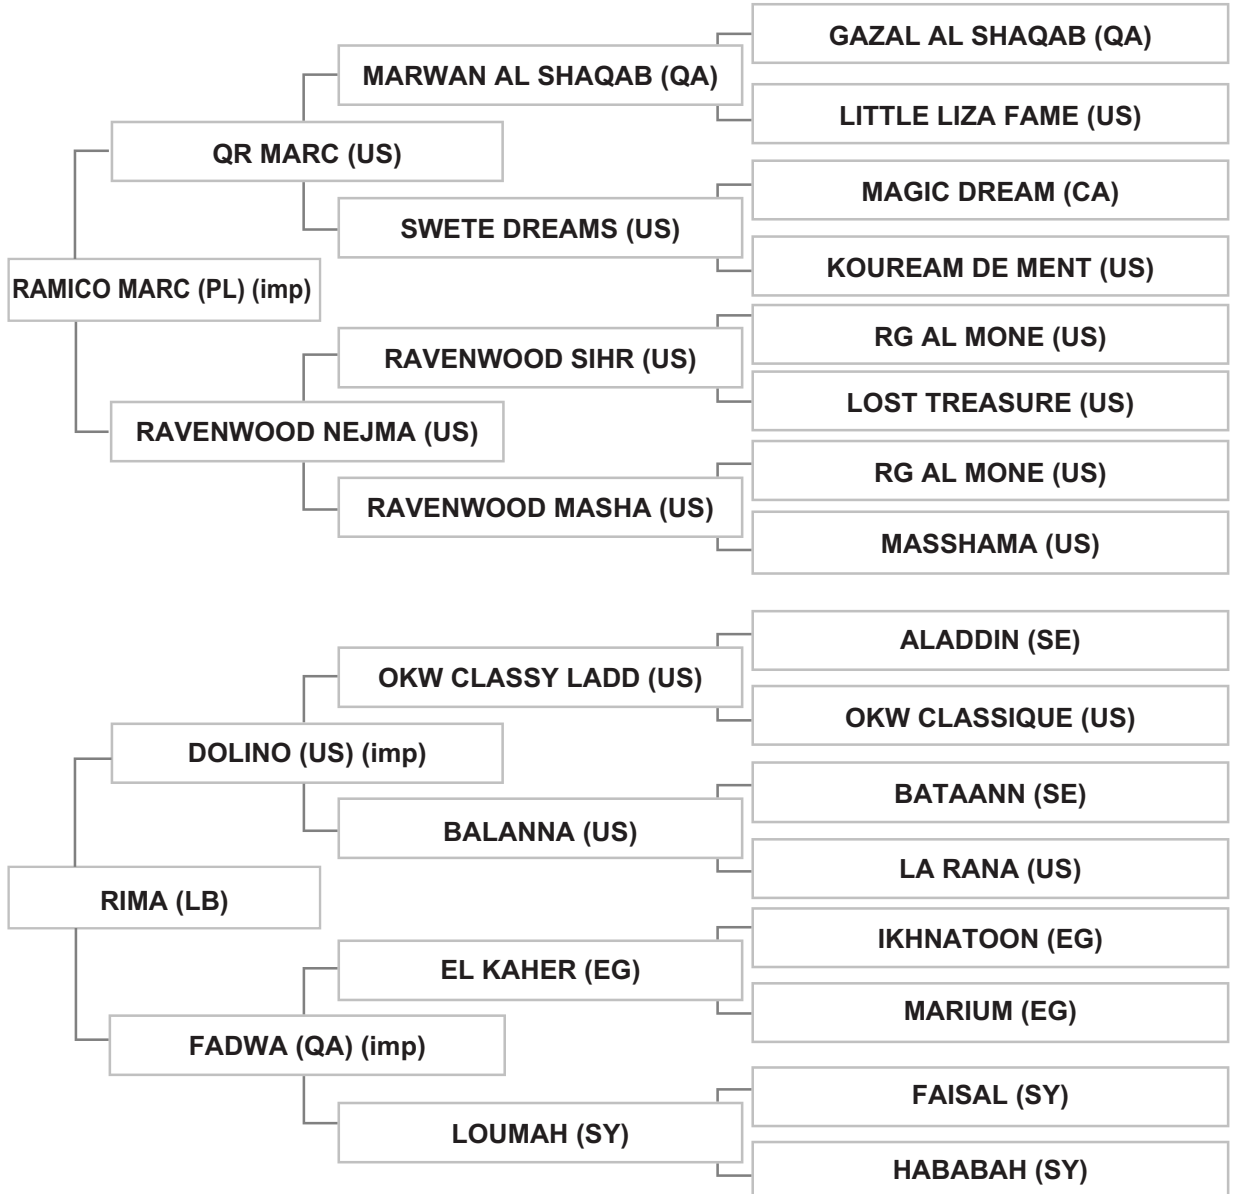 GAZAL AL SHAQAB (QA)
MARWAN AL SHAQAB (QA)
LITTLE LIZA FAME (US)
QR MARC (US)
MAGIC DREAM (CA)
SWETE DREAMS (US)
KOUREAM DE MENT (US)
RAMICO MARC (PL) (imp)
RG AL MONE (US)
RAVENWOOD SIHR (US)
LOST TREASURE (US)
RAVENWOOD NEJMA (US)
RG AL MONE (US)
RAVENWOOD MASHA (US)
MASSHAMA (US)
ALADDIN (SE)
OKW CLASSY LADD (US)
OKW CLASSIQUE (US)
DOLINO (US) (imp)
BATAANN (SE)
BALANNA (US)
LA RANA (US)
RIMA (LB)
IKHNATOON (EG)
EL KAHER (EG)
MARIUM (EG)
FADWA (QA) (imp)
FAISAL (SY)
LOUMAH (SY)
HABABAH (SY)